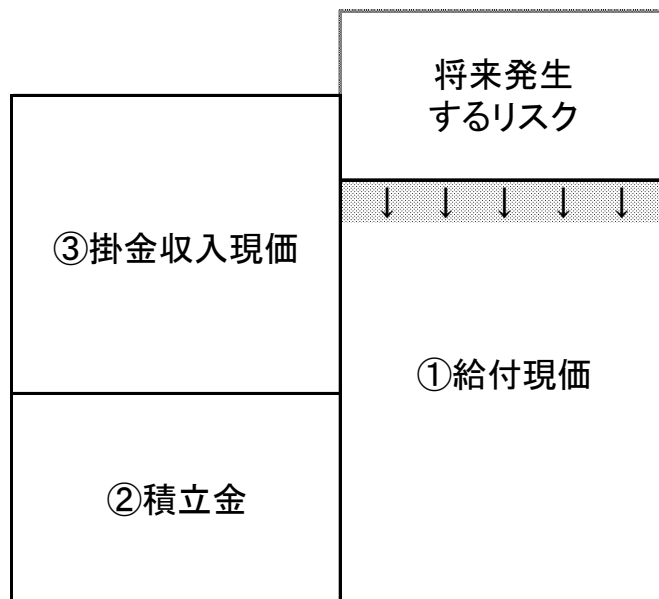 将来発生
するリスク
↓ ↓ ↓ ↓ ↓
③掛金収入現価
①給付現価
②積立金